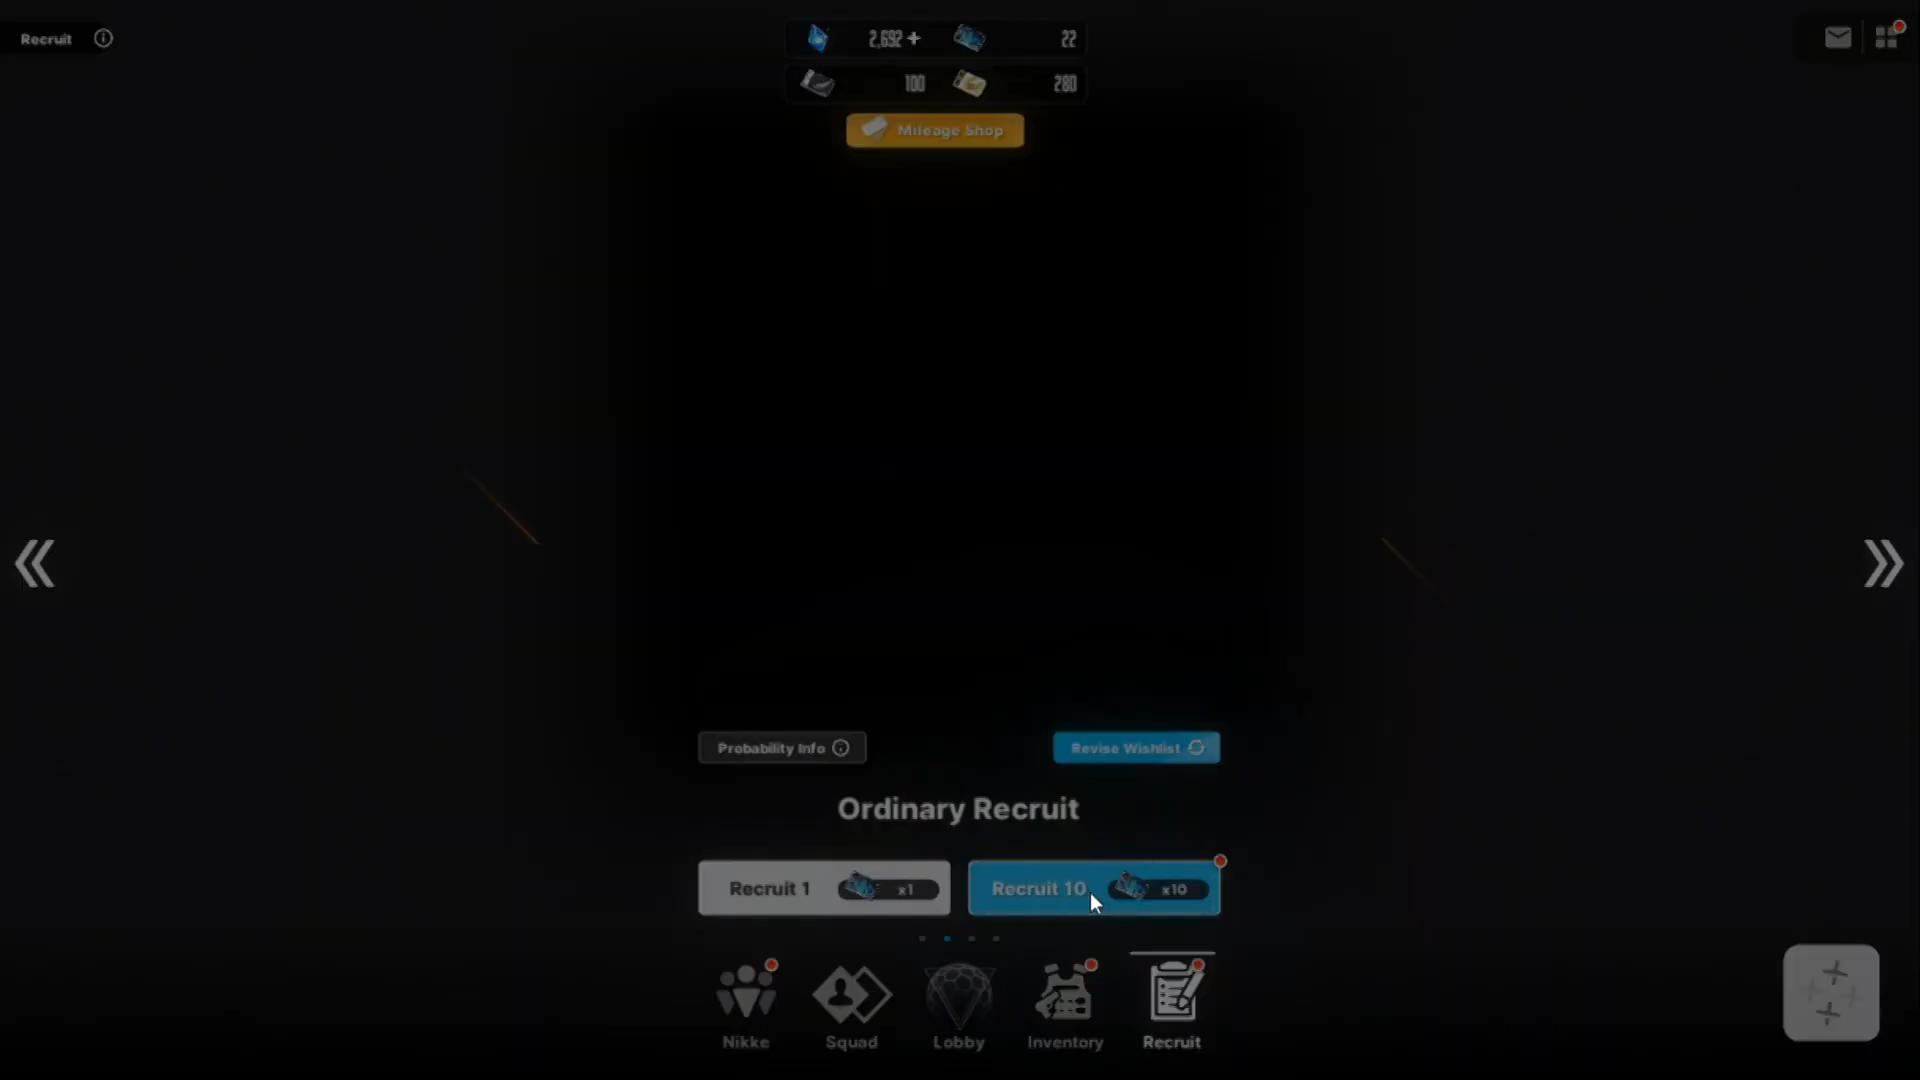 Recruit
2,692 22
100 280
Mileage Shop
Probability Info
Revise Wishlist
Ordinary Recruit
Recruit 1 x1
Recruit 10 x10
Nikke
Squad
Lobby
Inventory
Recruit